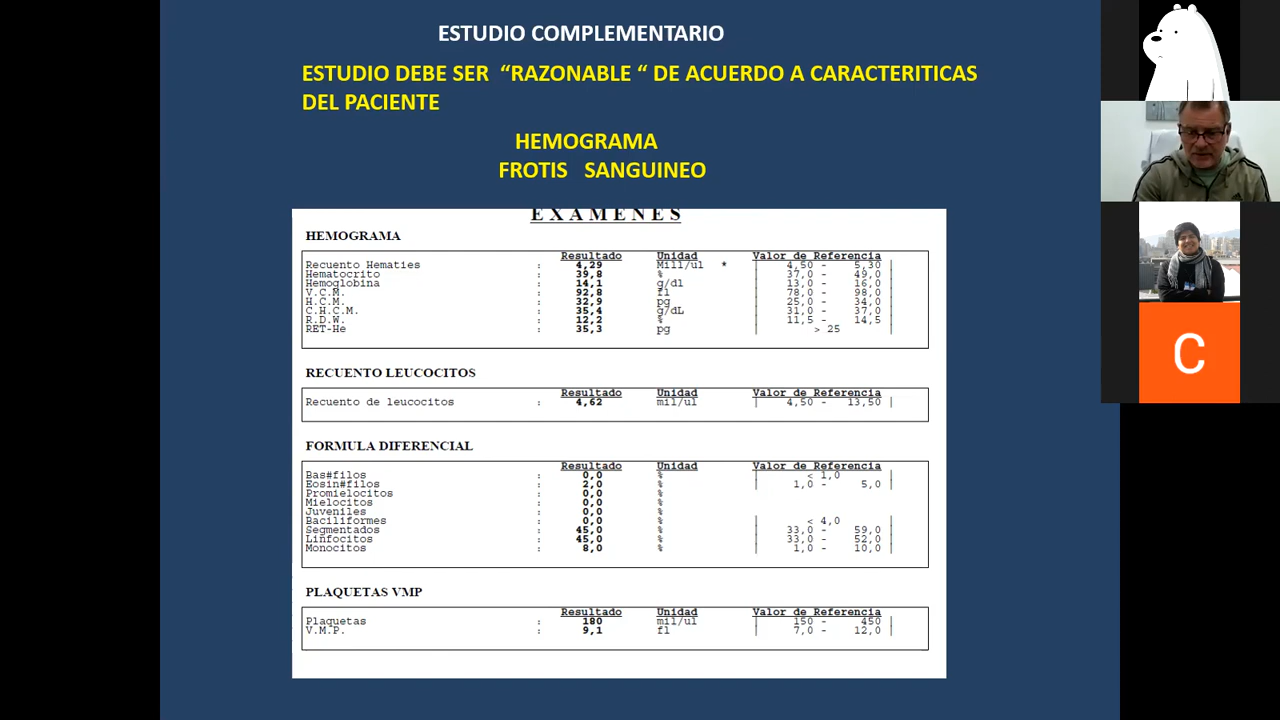 ESTUDIO COMPLEMENTARIO
ESTUDIO DEBE SER “RAZONABLE “ DE ACUERDO A CARACTERITICAS
DEL PACIENTE
HEMOGRAMA
FROTIS SANGUINEO
EXAMENES
HEMOGRAMA
Resultado Unidad Valor de Referencia
Recuento Hematies : 4,29 Mill/ul * | 4,50 - 5,30 |
Hematocrito : 39,8 % | 37,0 - 49,0 |
Hemoglobina : 14,1 g/dl | 13,0 - 16,0 |
V.C.M. : 92,8 fl | 78,0 - 98,0 |
H.C.M. : 32,9 pg | 25,0 - 34,0 |
C.H.C.M. : 35,4 g/dL | 31,0 - 37,0 |
R.D.W. : 12,2 % | 11,5 - 14,5 |
RET-He : 35,3 pg | > 25 |
RECUENTO LEUCOCITOS
Resultado Unidad Valor de Referencia
Recuento de leucocitos : 4,62 mil/ul | 4,50 - 13,50 |
FORMULA DIFERENCIAL
Resultado Unidad Valor de Referencia
Bas#filos : 0,0 % | < 1,0 |
Eosin#filos : 2,0 % | 1,0 - 5,0 |
Promielocitos : 0,0 %
Mielocitos : 0,0 %
Juveniles : 0,0 %
Baciliformes : 0,0 % | < 4,0 |
Segmentados : 45,0 % | 33,0 - 59,0 |
Linfocitos : 45,0 % | 33,0 - 52,0 |
Monocitos : 8,0 % | 1,0 - 10,0 |
PLAQUETAS VMP
Resultado Unidad Valor de Referencia
Plaquetas : 180 mil/ul | 150 - 450 |
V.M.P. : 9,1 fl | 7,0 - 12,0 |
C